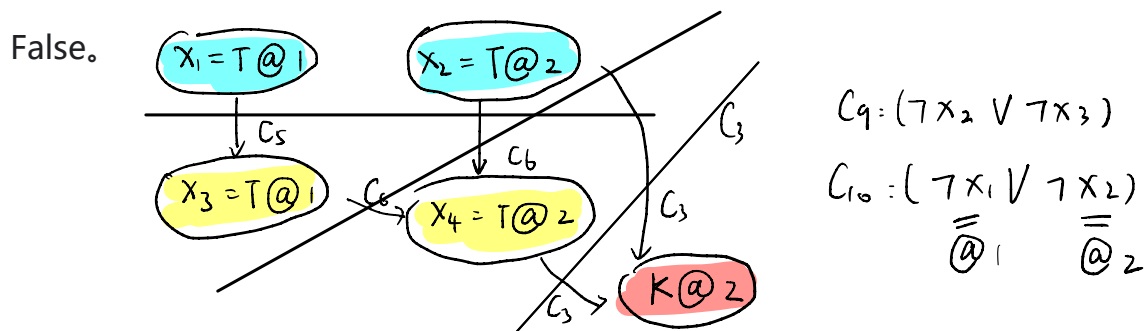 False。
X₁ = T @ 1
X₂ = T @ 2
C₅
C₆
C₃
X₃ = T @ 1
C₆
X₄ = T @ 2
C₃
C₃
K @ 2
C₉: (¬X₂ ∨ ¬X₃)
C₁₀: (¬X₁ ∨ ¬X₂)
@ 1 @ 2